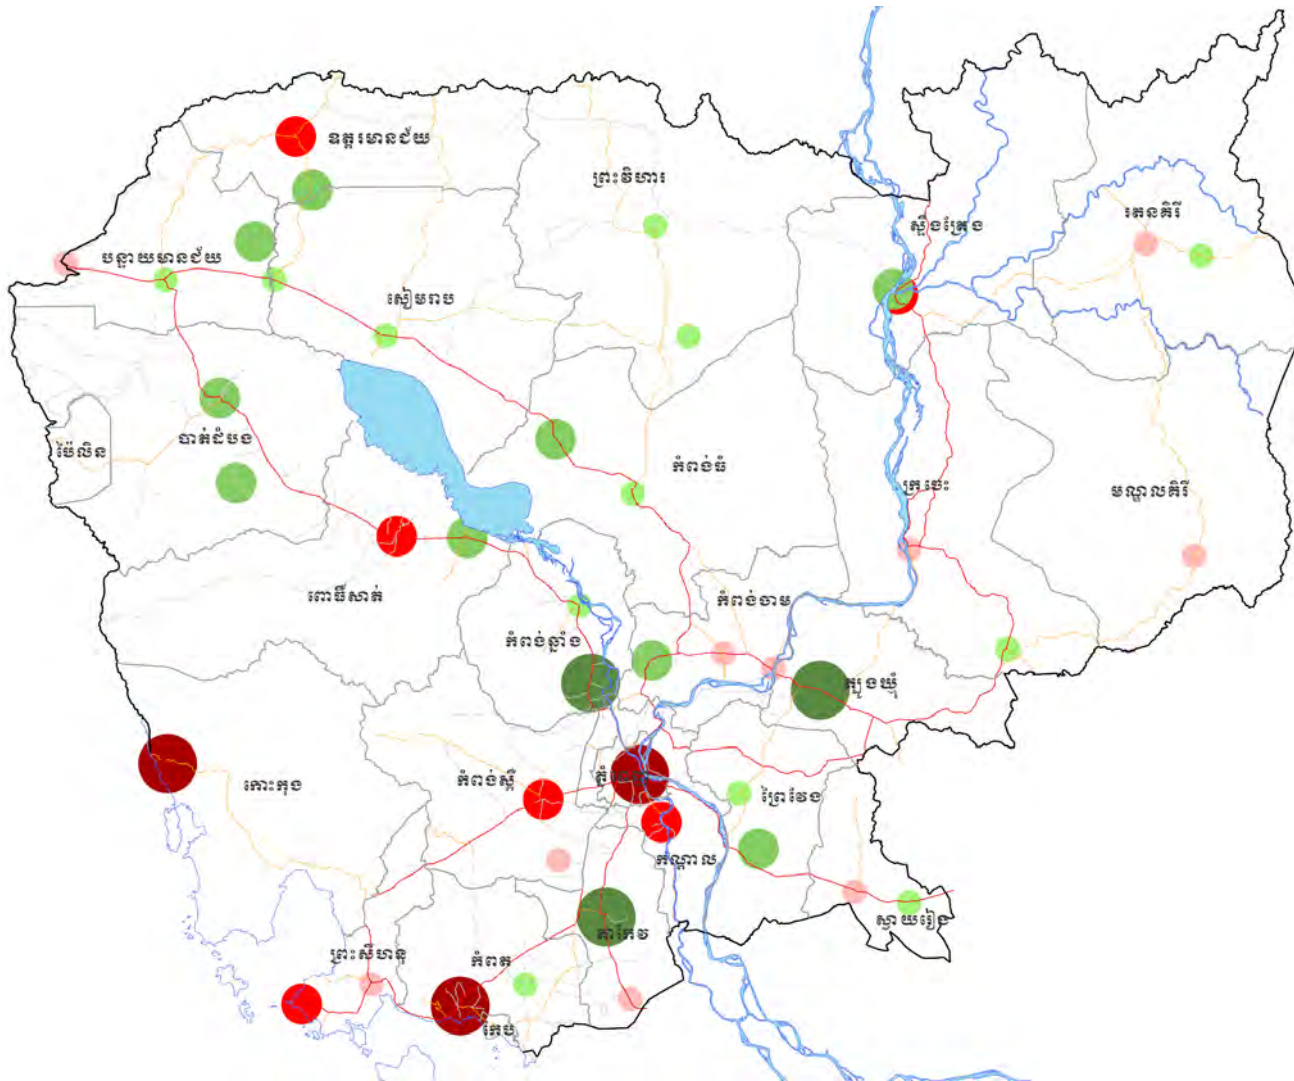 ឧត្តរមានជ័យ
ព្រះវិហារ
រតនគិរី
ស្ទឹងត្រែង
បន្ទាយមានជ័យ
សៀមរាប
បាត់ដំបង
ប៉ៃលិន
កំពង់ធំ
ក្រចេះ
មណ្ឌលគិរី
ពោធិ៍សាត់
កំពង់ចាម
កំពង់ឆ្នាំង
ត្បូងឃ្មុំ
កោះកុង
កំពង់ស្ពឺ
ភ្នំពេញ
ព្រៃវែង
កណ្តាល
តាកែវ
ស្វាយរៀង
ព្រះសីហនុ
កំពត
កែប